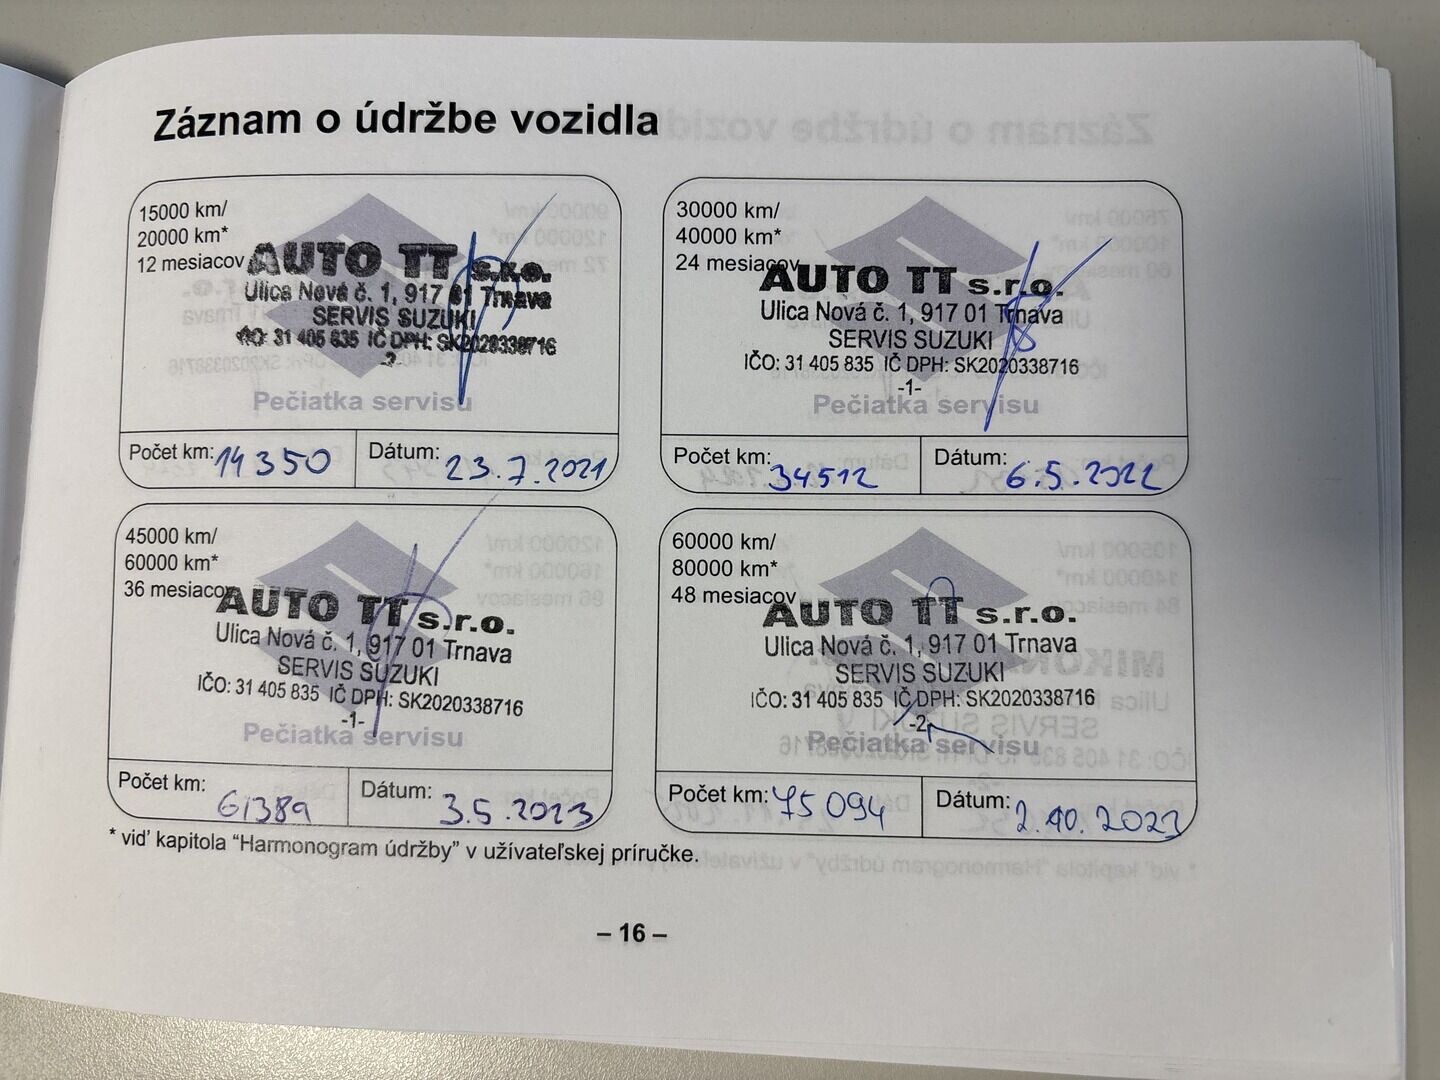 Záznam o údržbe vozidla
15000 km/
20000 km*
12 mesiacov
AUTO TT s.r.o.
Ulica Nová č. 1, 917 01 Trnava
SERVIS SUZUKI
IČO: 31 405 835 IČ DPH: SK2020338716
-2-
Pečiatka servisu
Počet km: 14350 Dátum: 23.7.2021
30000 km/
40000 km*
24 mesiacov
AUTO TT s.r.o.
Ulica Nová č. 1, 917 01 Trnava
SERVIS SUZUKI
IČO: 31 405 835 IČ DPH: SK2020338716
-1-
Pečiatka servisu
Počet km: 34512 Dátum: 6.5.2022
45000 km/
60000 km*
36 mesiacov
AUTO TT s.r.o.
Ulica Nová č. 1, 917 01 Trnava
SERVIS SUZUKI
IČO: 31 405 835 IČ DPH: SK2020338716
-1-
Pečiatka servisu
Počet km: 61389 Dátum: 3.5.2023
60000 km/
80000 km*
48 mesiacov
AUTO TT s.r.o.
Ulica Nová č. 1, 917 01 Trnava
SERVIS SUZUKI
IČO: 31 405 835 IČ DPH: SK2020338716
-2-
Pečiatka servisu
Počet km: 75094 Dátum: 2.10.2023
* viď kapitola “Harmonogram údržby” v užívateľskej príručke.
– 16 –